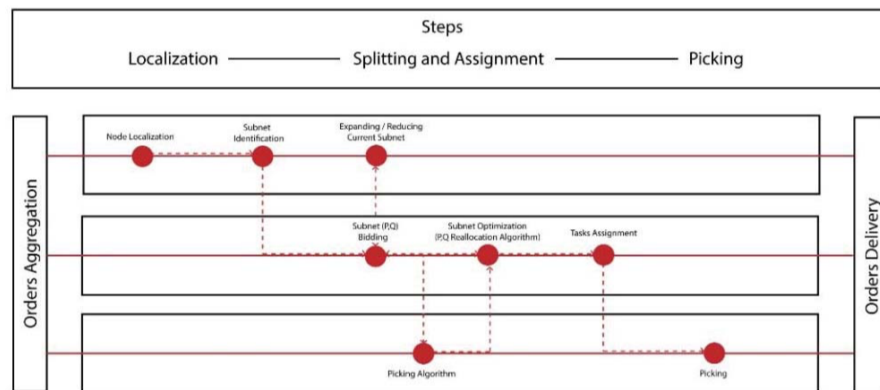 Steps
Localization
Splitting and Assignment
Picking
Orders Aggregation
Node Localization
Subnet
Identification
Expanding / Reducing
Current Subnet
Subnet (P,Q)
Bidding
Subnet Optimization
(P,Q Reallocation Algorithm)
Tasks Assignment
Picking Algorithm
Picking
Orders Delivery